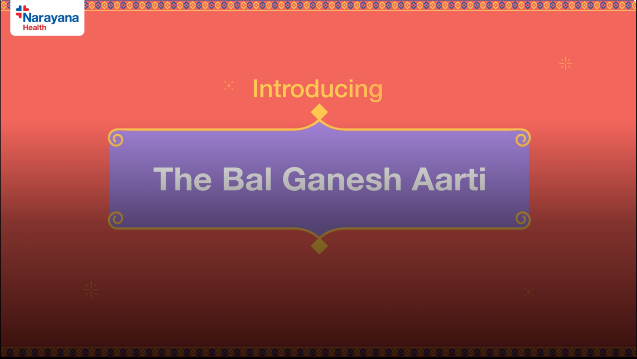 Narayana
Health
Introducing
The Bal Ganesh Aarti